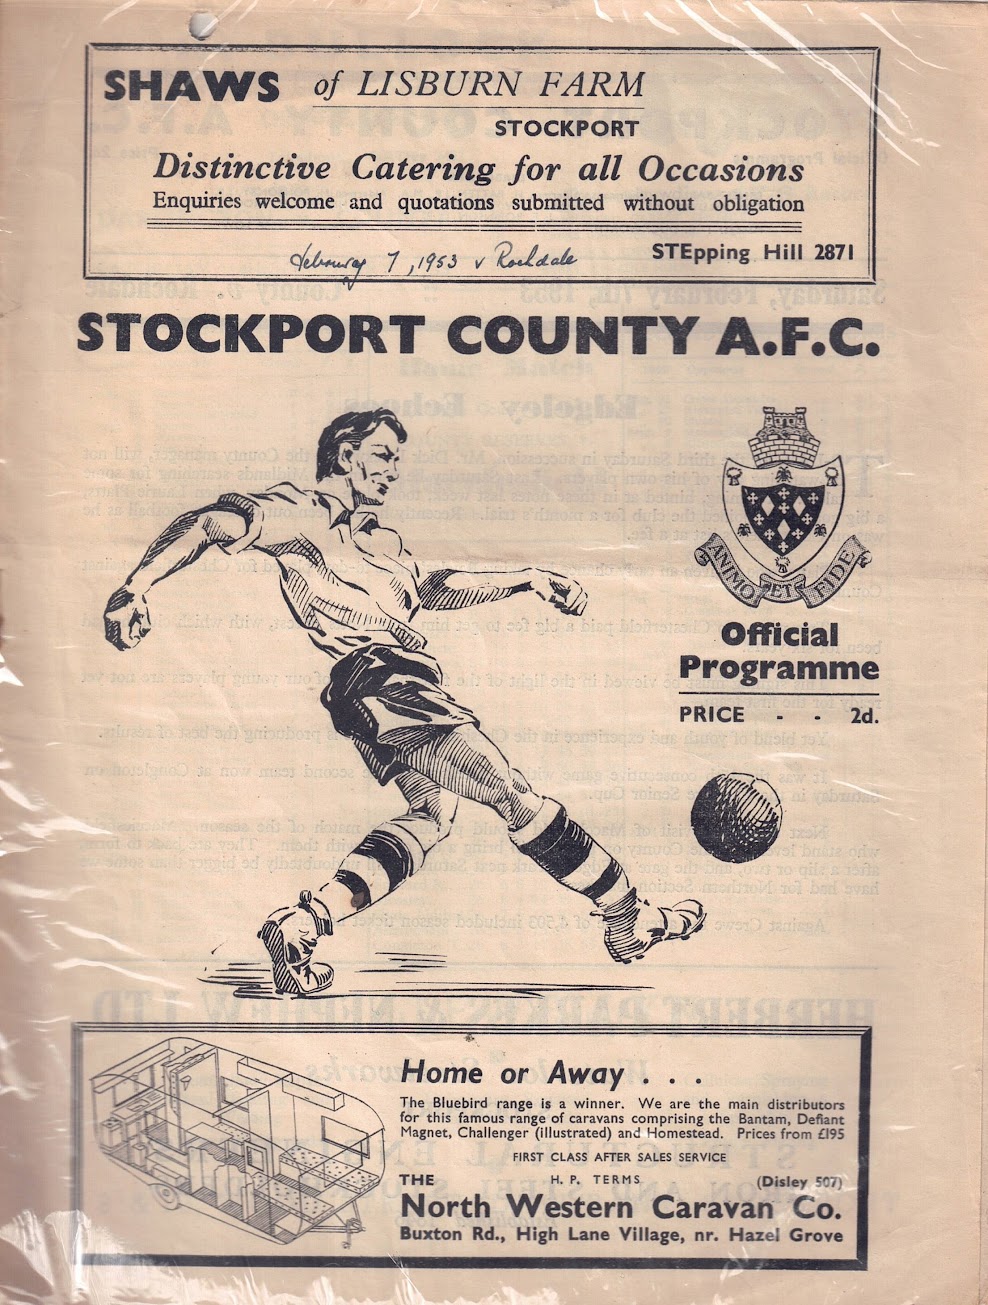 SHAWS of LISBURN FARM
STOCKPORT
Distinctive Catering for all Occasions
Enquiries welcome and quotations submitted without obligation
STEpping Hill 2871
February 7, 1953 v Rochdale
STOCKPORT COUNTY A.F.C.
ANIMO ET FIDE
Official
Programme
PRICE - - 2d.
Home or Away . . .
The Bluebird range is a winner. We are the main distributors
for this famous range of caravans comprising the Bantam, Defiant
Magnet, Challenger (illustrated) and Homestead. Prices from £195
FIRST CLASS AFTER SALES SERVICE
THE H.P. TERMS (Disley 507)
North Western Caravan Co.
Buxton Rd., High Lane Village, nr. Hazel Grove